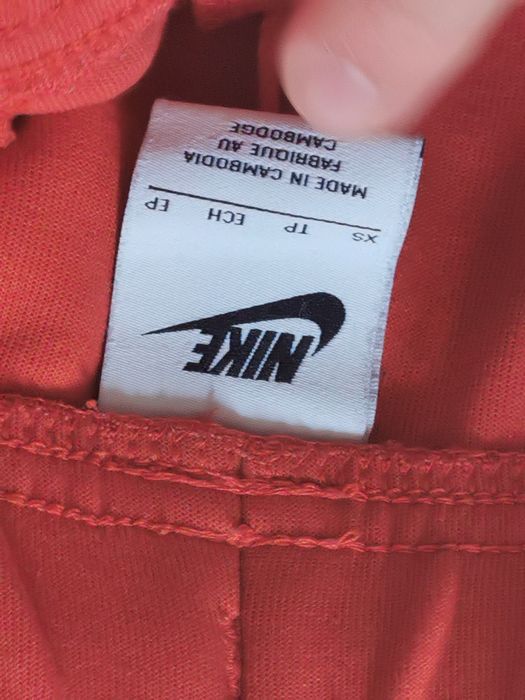 NIKE
XS TP ECH EP
MADE IN CAMBODIA
FABRIQUE AU
CAMBODGE